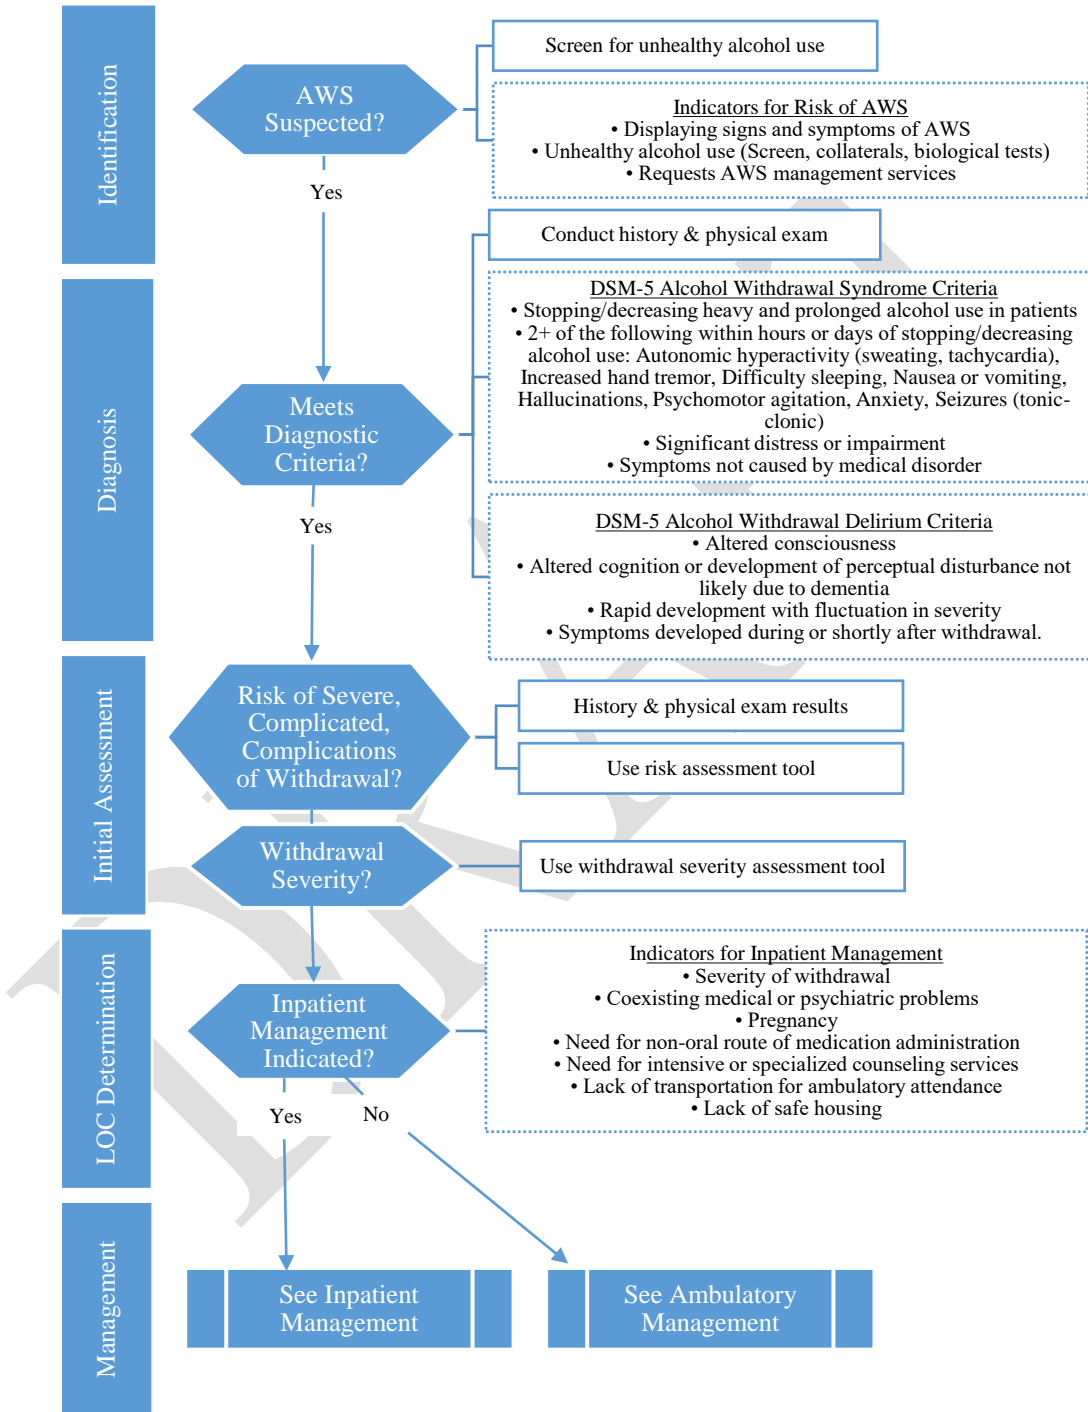 Identification
AWS
Suspected?
Screen for unhealthy alcohol use
Indicators for Risk of AWS
• Displaying signs and symptoms of AWS
• Unhealthy alcohol use (Screen, collaterals, biological tests)
• Requests AWS management services
Yes
Diagnosis
Conduct history & physical exam
Meets
Diagnostic
Criteria?
DSM-5 Alcohol Withdrawal Syndrome Criteria
• Stopping/decreasing heavy and prolonged alcohol use in patients
• 2+ of the following within hours or days of stopping/decreasing
alcohol use: Autonomic hyperactivity (sweating, tachycardia),
Increased hand tremor, Difficulty sleeping, Nausea or vomiting,
Hallucinations, Psychomotor agitation, Anxiety, Seizures (tonic-
clonic)
• Significant distress or impairment
• Symptoms not caused by medical disorder
Yes
DSM-5 Alcohol Withdrawal Delirium Criteria
• Altered consciousness
• Altered cognition or development of perceptual disturbance not
likely due to dementia
• Rapid development with fluctuation in severity
• Symptoms developed during or shortly after withdrawal.
Initial Assessment
Risk of Severe,
Complicated,
Complications
of Withdrawal?
History & physical exam results
Use risk assessment tool
Withdrawal
Severity?
Use withdrawal severity assessment tool
LOC Determination
Inpatient
Management
Indicated?
Indicators for Inpatient Management
• Severity of withdrawal
• Coexisting medical or psychiatric problems
• Pregnancy
• Need for non-oral route of medication administration
• Need for intensive or specialized counseling services
• Lack of transportation for ambulatory attendance
• Lack of safe housing
Yes
No
Management
See Inpatient
Management
See Ambulatory
Management